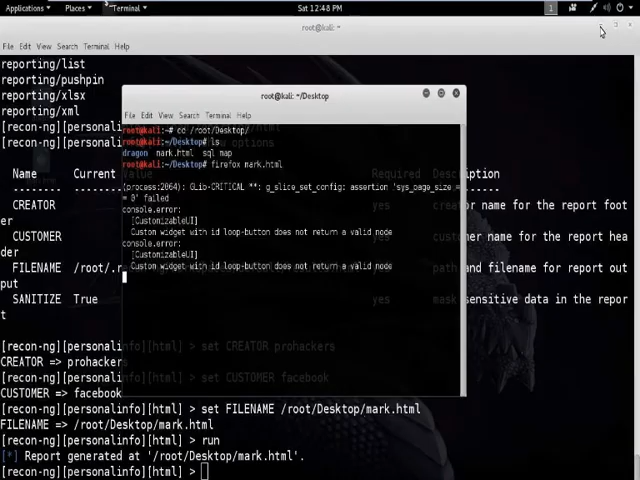 Applications
Places
Terminal
Sat 12:48 PM
1
root@kali: ~
File Edit View Search Terminal Help
reporting/list
reporting/pushpin
reporting/xlsx
reporting/xml
[recon-ng][personalinfo][html]
[recon-ng][personali options
Name Current Value Required Description
CREATOR yes creator name for the report foot
er
CUSTOMER yes customer name for the report hea
der
FILENAME /root/.r yes path and filename for report out
put
SANITIZE True yes mask sensitive data in the repor
t
[recon-ng][personalinfo][html] > set CREATOR prohackers
CREATOR => prohackers
[recon-ng][personalinfo][html] > set CUSTOMER facebook
CUSTOMER => facebook
[recon-ng][personalinfo][html] > set FILENAME /root/Desktop/mark.html
FILENAME => /root/Desktop/mark.html
[recon-ng][personalinfo][html] > run
[*] Report generated at '/root/Desktop/mark.html'.
[recon-ng][personalinfo][html] >
root@kali: ~/Desktop
File Edit View Search Terminal Help
root@kali:~# cd /root/Desktop/
root@kali:~/Desktop# ls
dragon mark.html sql map
root@kali:~/Desktop# firefox mark.html
(process:2064): GLib-CRITICAL **: g_slice_set_config: assertion 'sys_page_size =
= 0' failed
console.error:
[CustomizableUI]
Custom widget with id loop-button does not return a valid node
console.error:
[CustomizableUI]
Custom widget with id loop-button does not return a valid node